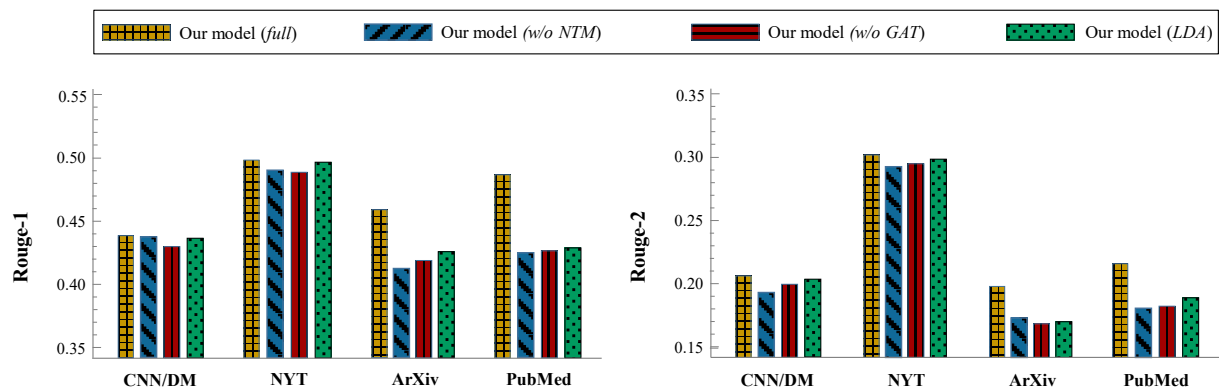 Our model (full) Our model (w/o NTM) Our model (w/o GAT) Our model (LDA)
Rouge-1
0.55
0.50
0.45
0.40
0.35
CNN/DM NYT ArXiv PubMed
Rouge-2
0.35
0.30
0.25
0.20
0.15
CNN/DM NYT ArXiv PubMed